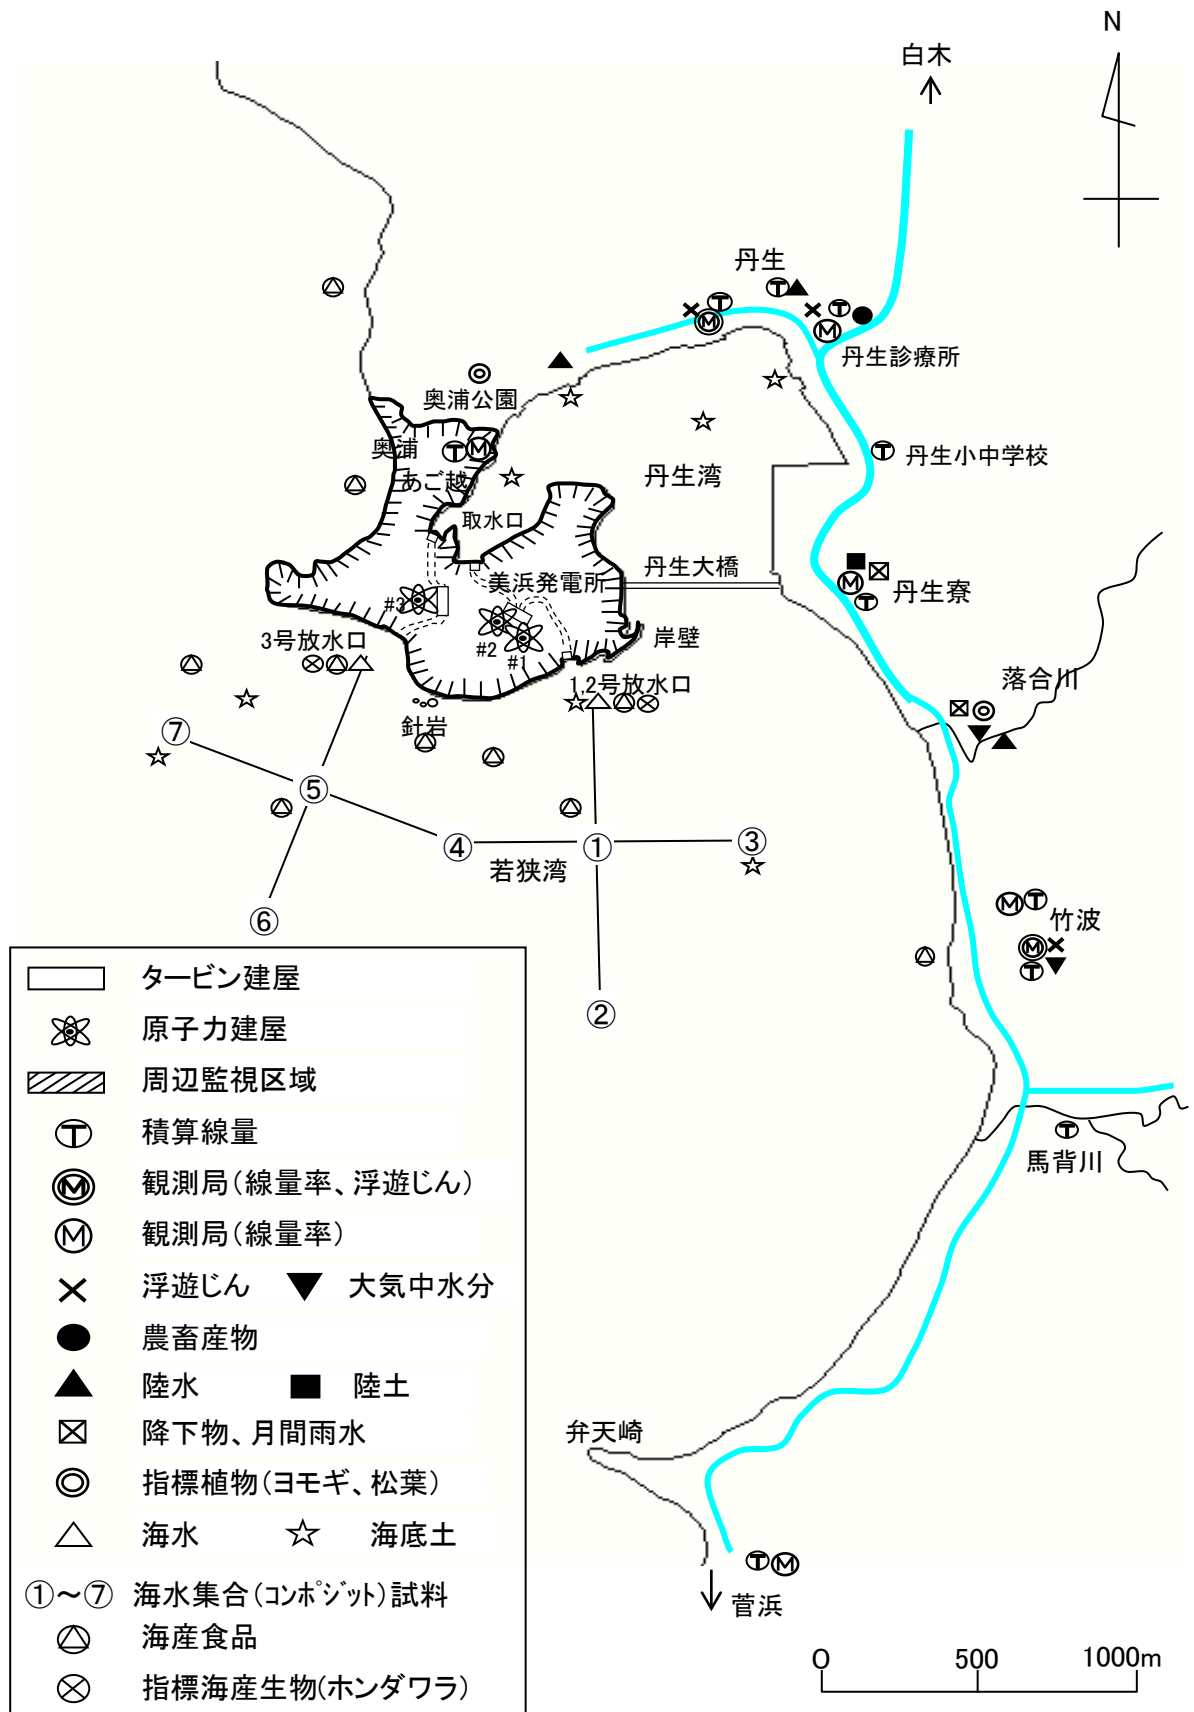 N
白木
丹生
丹生診療所
奥浦公園
奥浦
あご越
丹生小中学校
丹生湾
取水口
丹生大橋
美浜発電所
丹生寮
#3
#2
#1
岸壁
3号放水口
1,2号放水口
落合川
針岩
⑦
⑤
④
①
③
若狭湾
⑥
竹波
②
馬背川
弁天崎
菅浜
タービン建屋
原子力建屋
周辺監視区域
T 積算線量
M 観測局(線量率、浮遊じん)
M 観測局(線量率)
浮遊じん 大気中水分
農畜産物
陸水 陸土
降下物、月間雨水
指標植物(ヨモギ、松葉)
海水 海底土
①～⑦ 海水集合(ｺﾝﾎﾟｼﾞｯﾄ)試料
海産食品
指標海産生物(ホンダワラ)
O 500 1000m